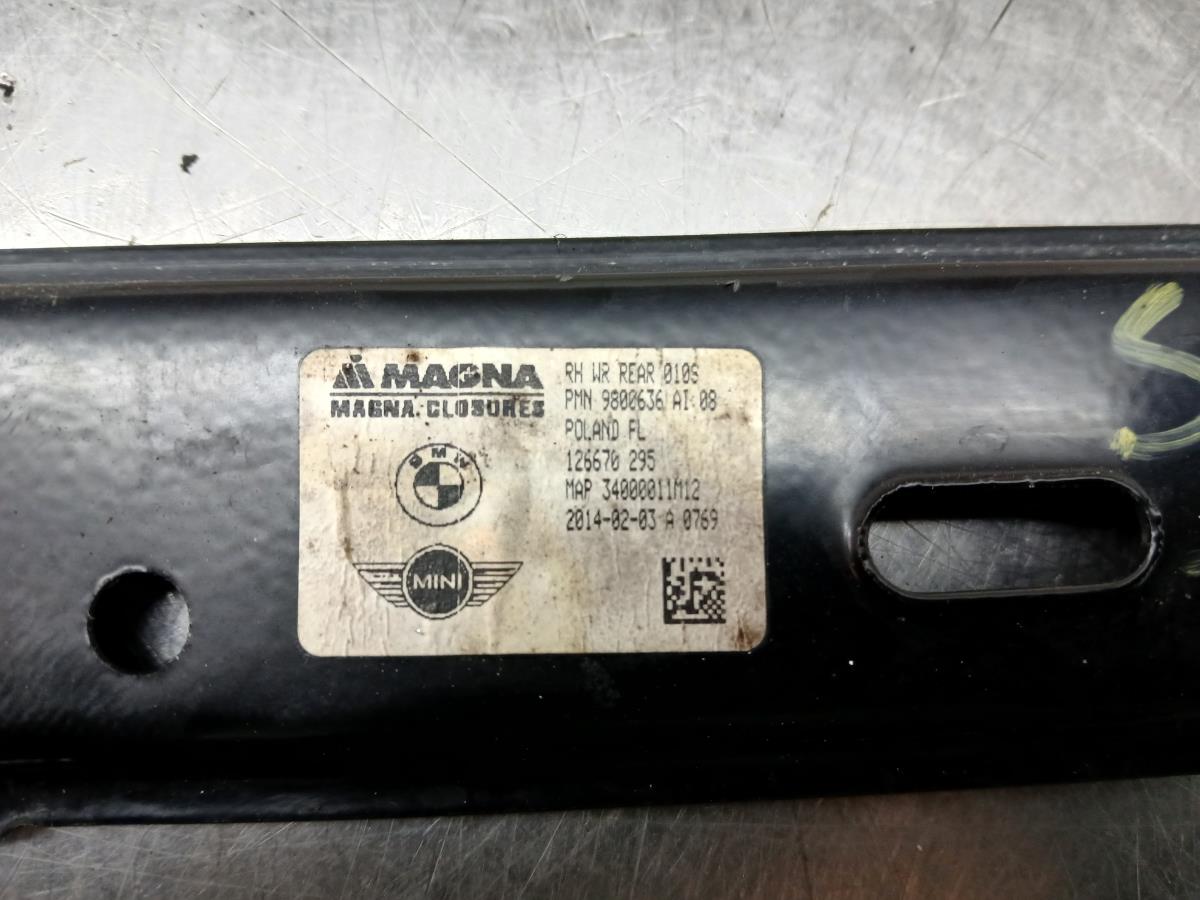 MAGNA
MAGNA CLOSURES
RH WR REAR 010S
PMN 9800636 AI 08
POLAND FL
126670 295
MAP 34000011M12
2014-02-03 A 0769
BMW
MINI